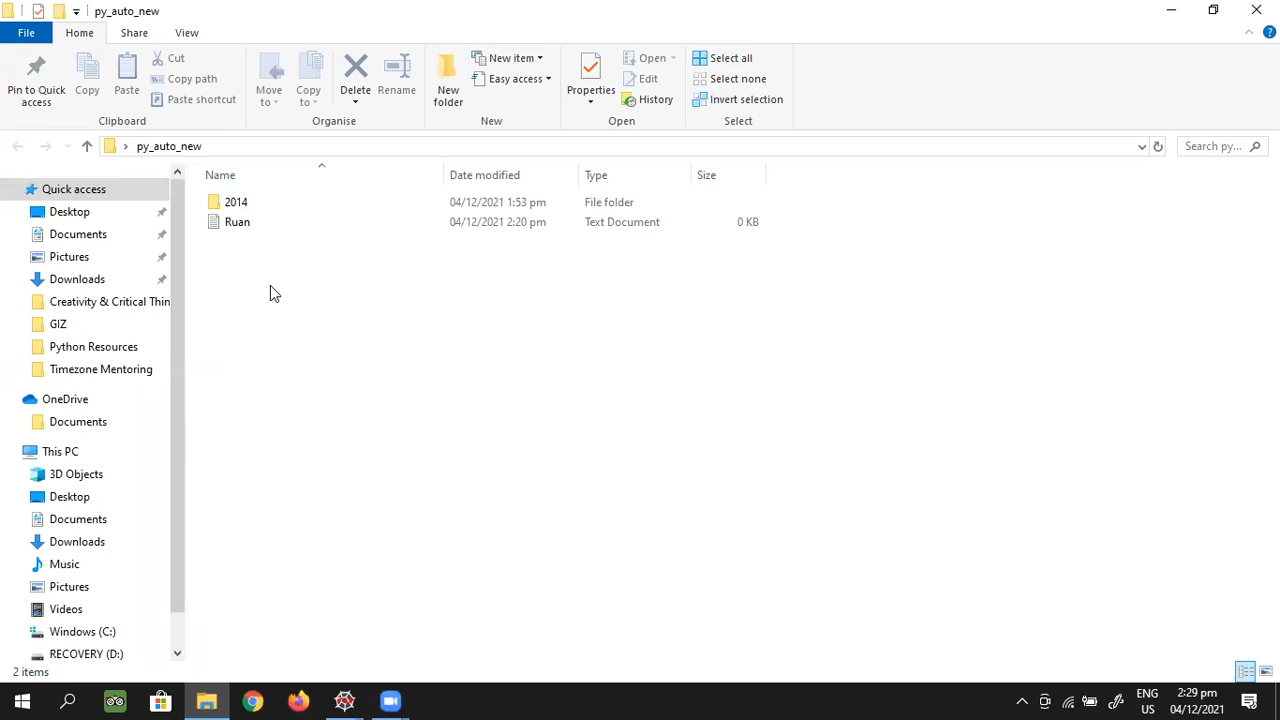 py_auto_new
File Home Share View
Pin to Quick access
Copy
Paste
Cut
Copy path
Paste shortcut
Clipboard
Move to
Copy to
Delete
Rename
Organise
New folder
New item
Easy access
New
Properties
Open
Edit
History
Open
Select all
Select none
Invert selection
Select
py_auto_new
Search py...
Name Date modified Type Size
2014 04/12/2021 1:53 pm File folder
Ruan 04/12/2021 2:20 pm Text Document 0 KB
Quick access
Desktop
Documents
Pictures
Downloads
Creativity & Critical Thin
GIZ
Python Resources
Timezone Mentoring
OneDrive
Documents
This PC
3D Objects
Desktop
Documents
Downloads
Music
Pictures
Videos
Windows (C:)
RECOVERY (D:)
2 items
ENG
US
2:29 pm
04/12/2021